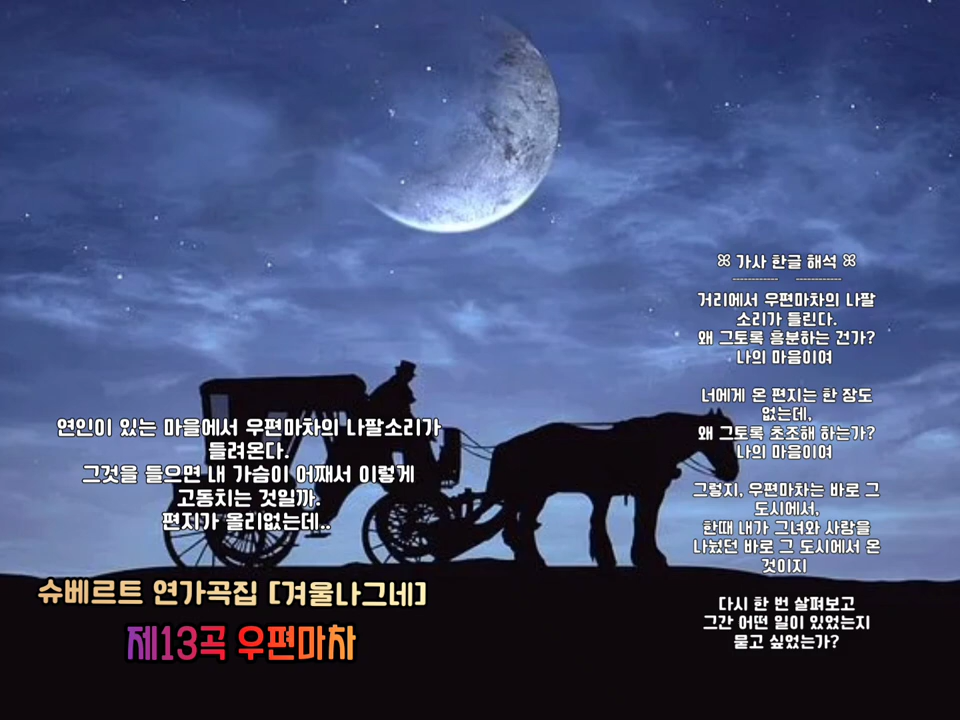 연인이 있는 마을에서 우편마차의 나팔소리가
들려온다.
그것을 들으면 내 가슴이 어째서 이렇게
고동치는 것일까.
편지가 올리없는데..
슈베르트 연가곡집 [겨울나그네]
제13곡 우편마차
ꕤ 가사 한글 해석 ꕤ
------------ ------------
거리에서 우편마차의 나팔
소리가 들린다.
왜 그토록 흥분하는 건가?
나의 마음이여
너에게 온 편지는 한 장도
없는데,
왜 그토록 초조해 하는가?
나의 마음이여
그렇지, 우편마차는 바로 그
도시에서,
한때 내가 그녀와 사랑을
나눴던 바로 그 도시에서 온
것이지
다시 한 번 살펴보고
그간 어떤 일이 있었는지
묻고 싶었는가?